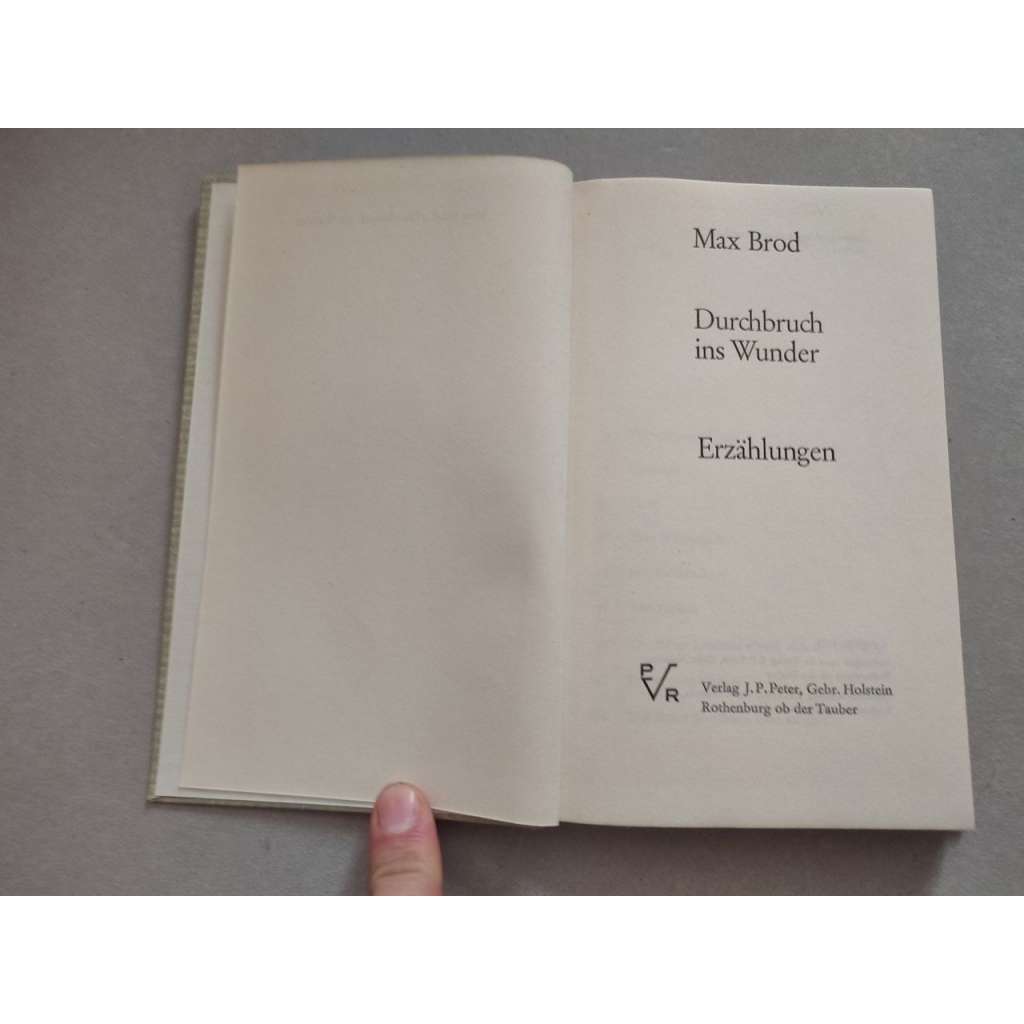 Max Brod
Durchbruch
ins Wunder
Erzählungen
PVR
Verlag J. P. Peter, Gebr. Holstein
Rothenburg ob der Tauber